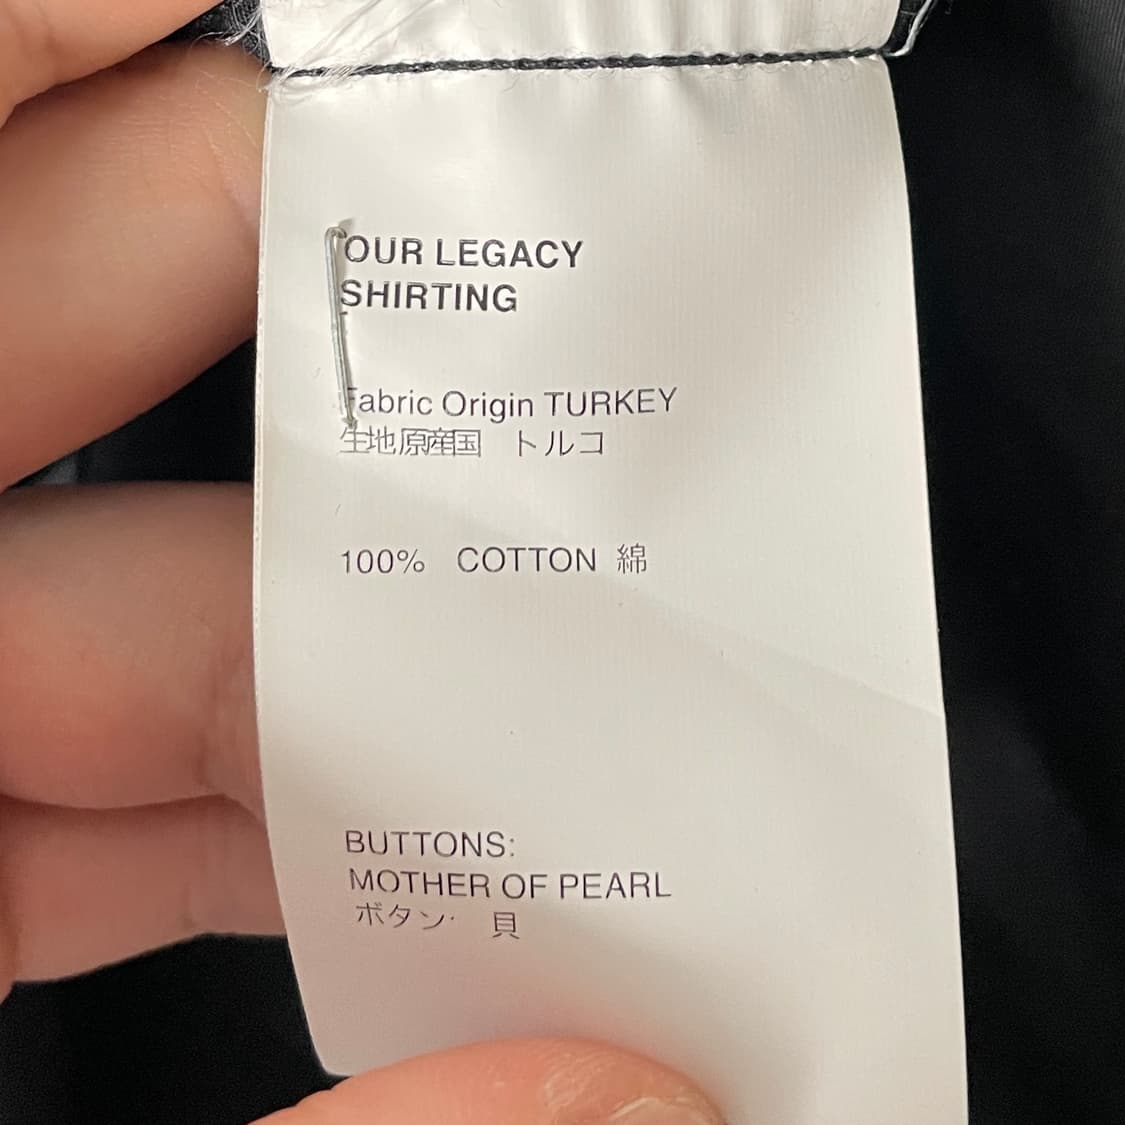 OUR LEGACY
SHIRTING
Fabric Origin TURKEY
生地原産国 トルコ
100% COTTON 綿
BUTTONS:
MOTHER OF PEARL
ボタン· 貝